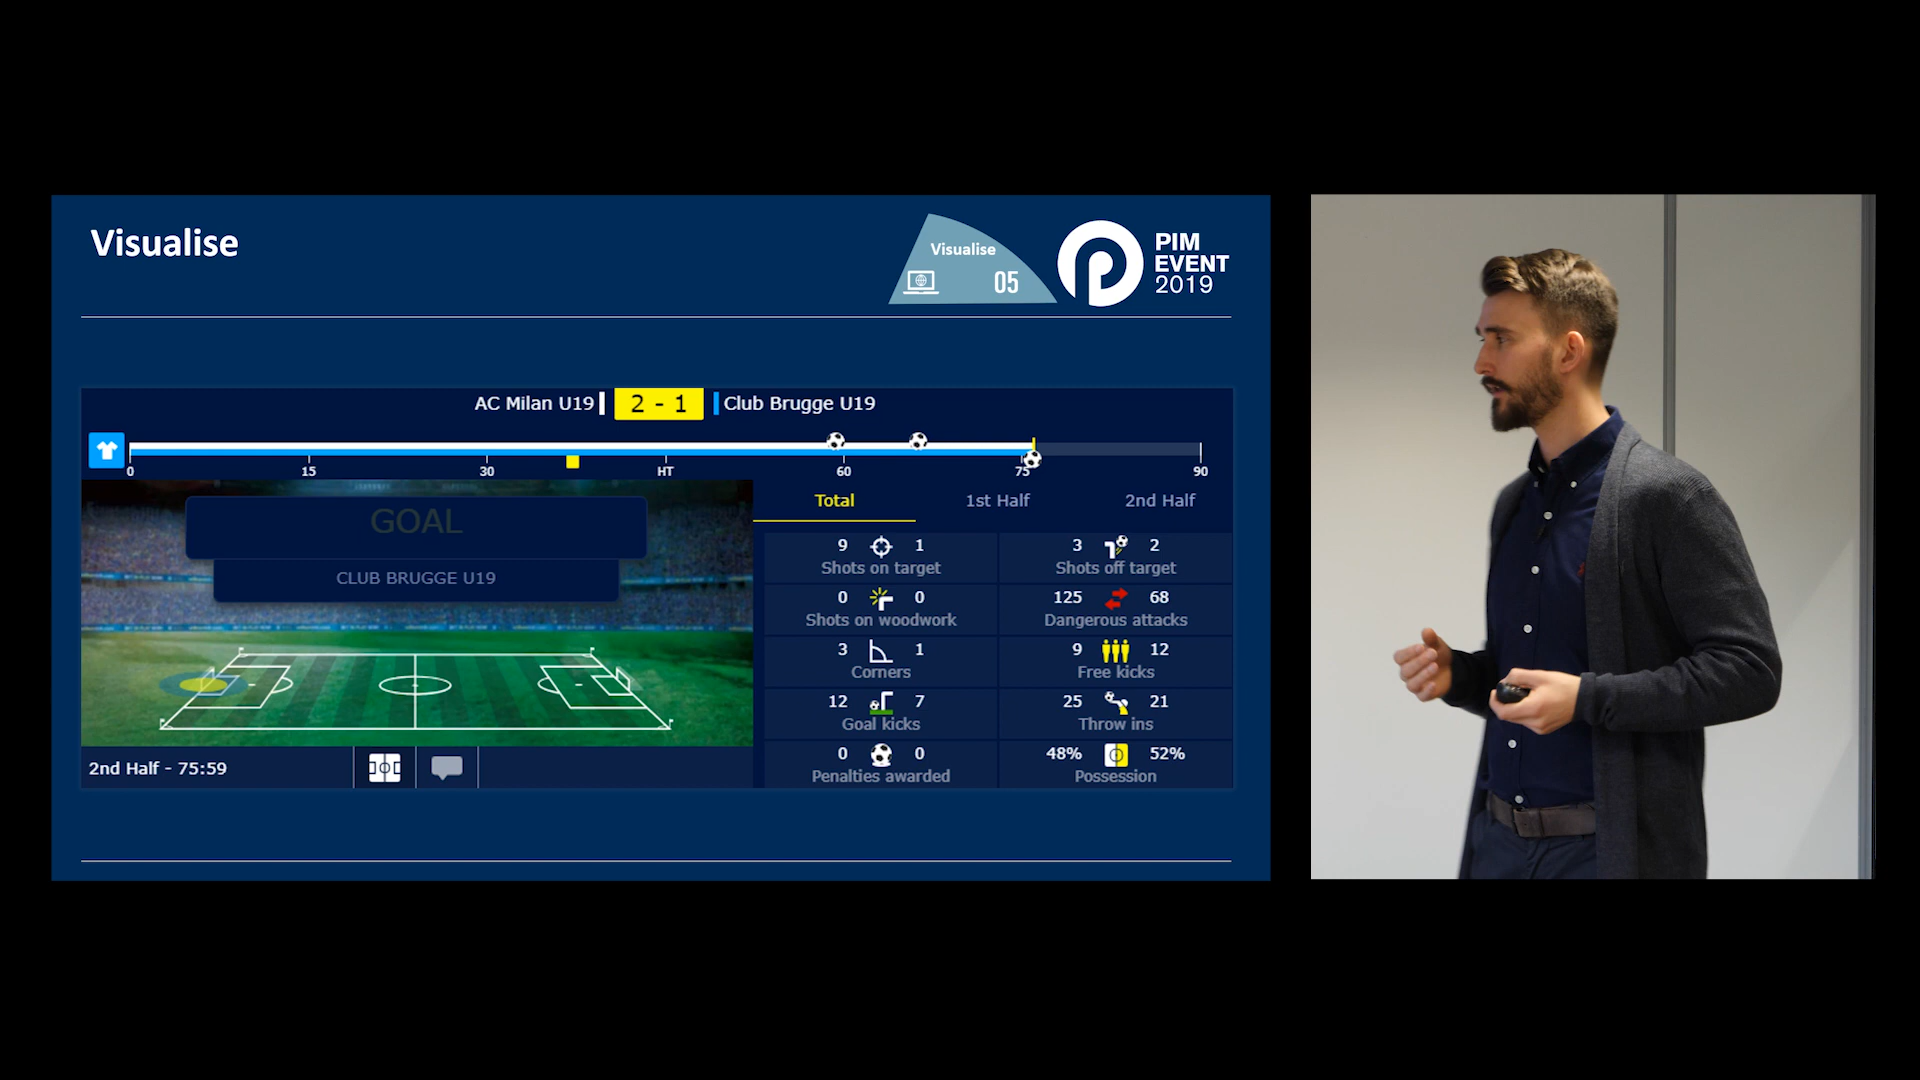 Visualise
Visualise
05
PIM
EVENT
2019
AC Milan U19
2 - 1
Club Brugge U19
0 15 30 HT 60 75 90
GOAL
CLUB BRUGGE U19
2nd Half - 75:59
Total 1st Half 2nd Half
9 1
Shots on target
3 2
Shots off target
0 0
Shots on woodwork
125 68
Dangerous attacks
3 1
Corners
9 12
Free kicks
12 7
Goal kicks
25 21
Throw ins
0 0
Penalties awarded
48% 52%
Possession